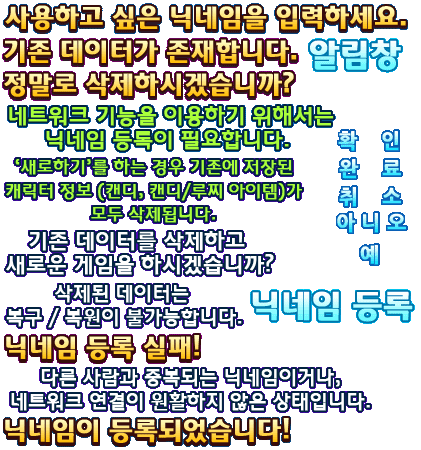 사용하고 싶은 닉네임을 입력하세요.
기존 데이터가 존재합니다.
알림창
정말로 삭제하시겠습니까?
네트워크 기능을 이용하기 위해서는
닉네임 등록이 필요합니다.
확 인
'새로하기'를 하는 경우 기존에 저장된
완 료
캐릭터 정보 (캔디, 캔디/루찌 아이템)가
취 소
모두 삭제됩니다.
아니오
기존 데이터를 삭제하고
새로운 게임을 하시겠습니까?
예
삭제된 데이터는
복구 / 복원이 불가능합니다.
닉네임 등록
닉네임 등록 실패!
다른 사람과 중복되는 닉네임이거나,
네트워크 연결이 원활하지 않은 상태입니다.
닉네임이 등록되었습니다!